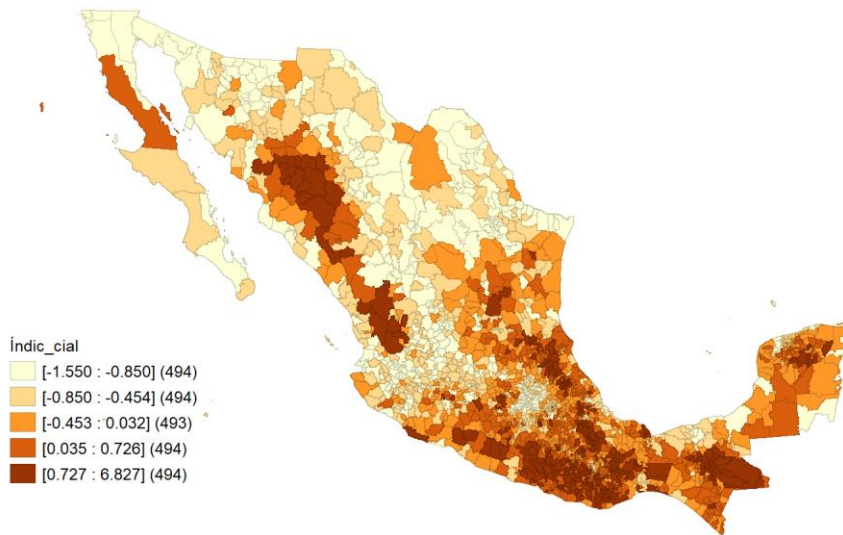 Índic_cial
[-1.550 : -0.850] (494)
[-0.850 : -0.454] (494)
[-0.453 : 0.032] (493)
[0.035 : 0.726] (494)
[0.727 : 6.827] (494)